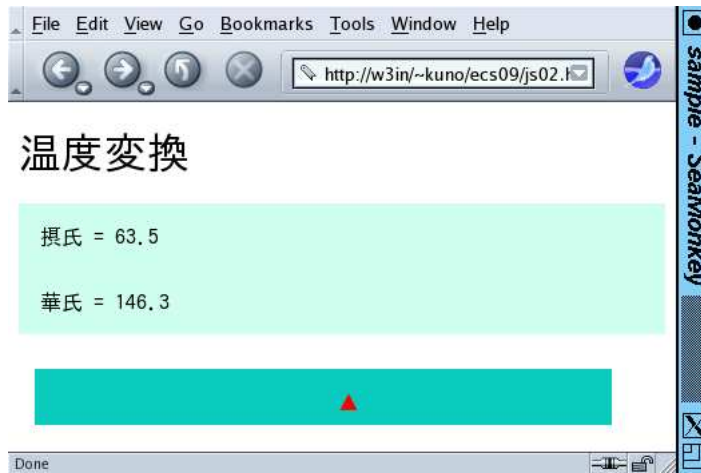 File Edit View Go Bookmarks Tools Window Help
http://w3in/~kuno/ecs09/js02.h
温度変換
摂氏 = 63.5
華氏 = 146.3
Done
sample - SeaMonkey